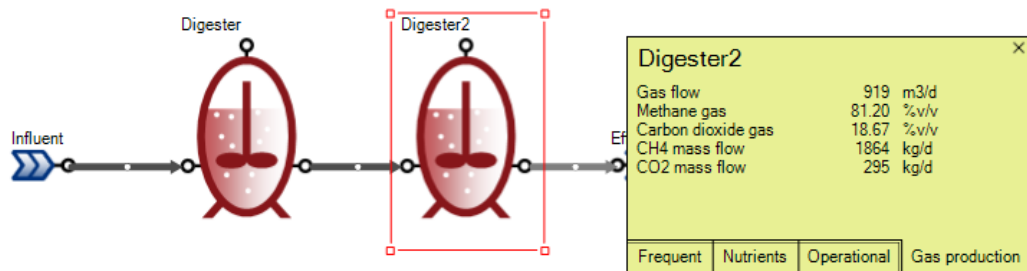 Digester
Digester2
Influent
Digester2
Gas flow 919 m3/d
Methane gas 81.20 %v/v
Carbon dioxide gas 18.67 %v/v
CH4 mass flow 1864 kg/d
CO2 mass flow 295 kg/d
Frequent Nutrients Operational Gas production